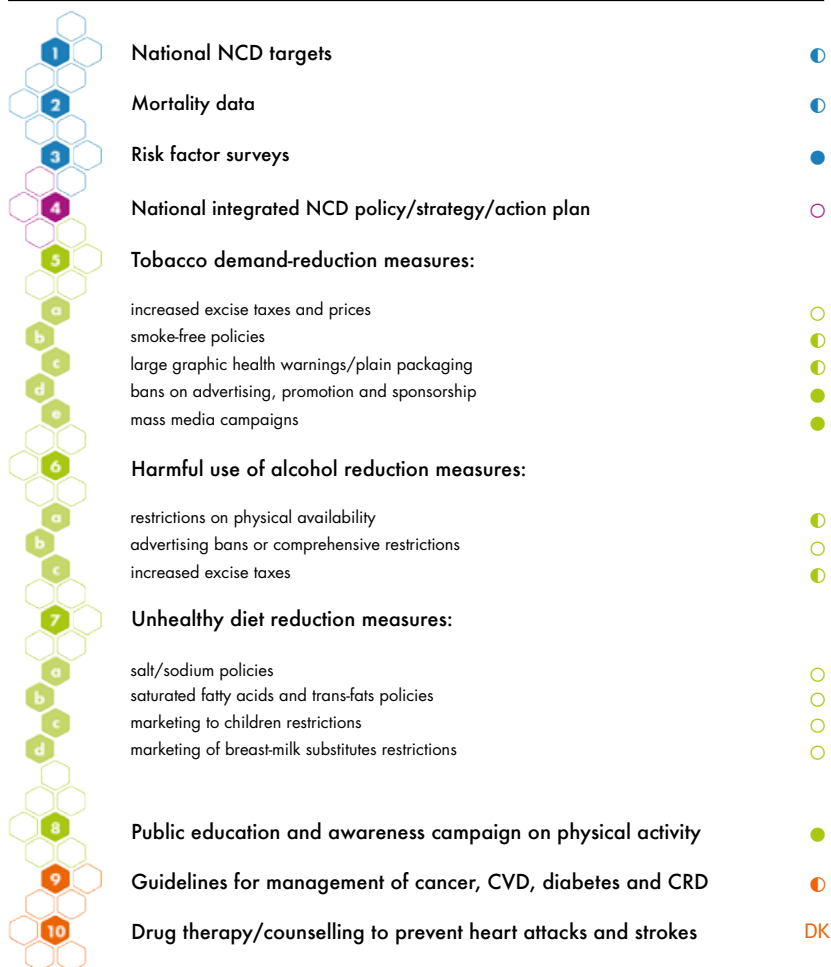 1 National NCD targets
2 Mortality data
3 Risk factor surveys
4 National integrated NCD policy/strategy/action plan
5 Tobacco demand-reduction measures:
a increased excise taxes and prices
b smoke-free policies
c large graphic health warnings/plain packaging
d bans on advertising, promotion and sponsorship
e mass media campaigns
6 Harmful use of alcohol reduction measures:
a restrictions on physical availability
b advertising bans or comprehensive restrictions
c increased excise taxes
7 Unhealthy diet reduction measures:
a salt/sodium policies
b saturated fatty acids and trans-fats policies
c marketing to children restrictions
d marketing of breast-milk substitutes restrictions
8 Public education and awareness campaign on physical activity
9 Guidelines for management of cancer, CVD, diabetes and CRD
10 Drug therapy/counselling to prevent heart attacks and strokes DK